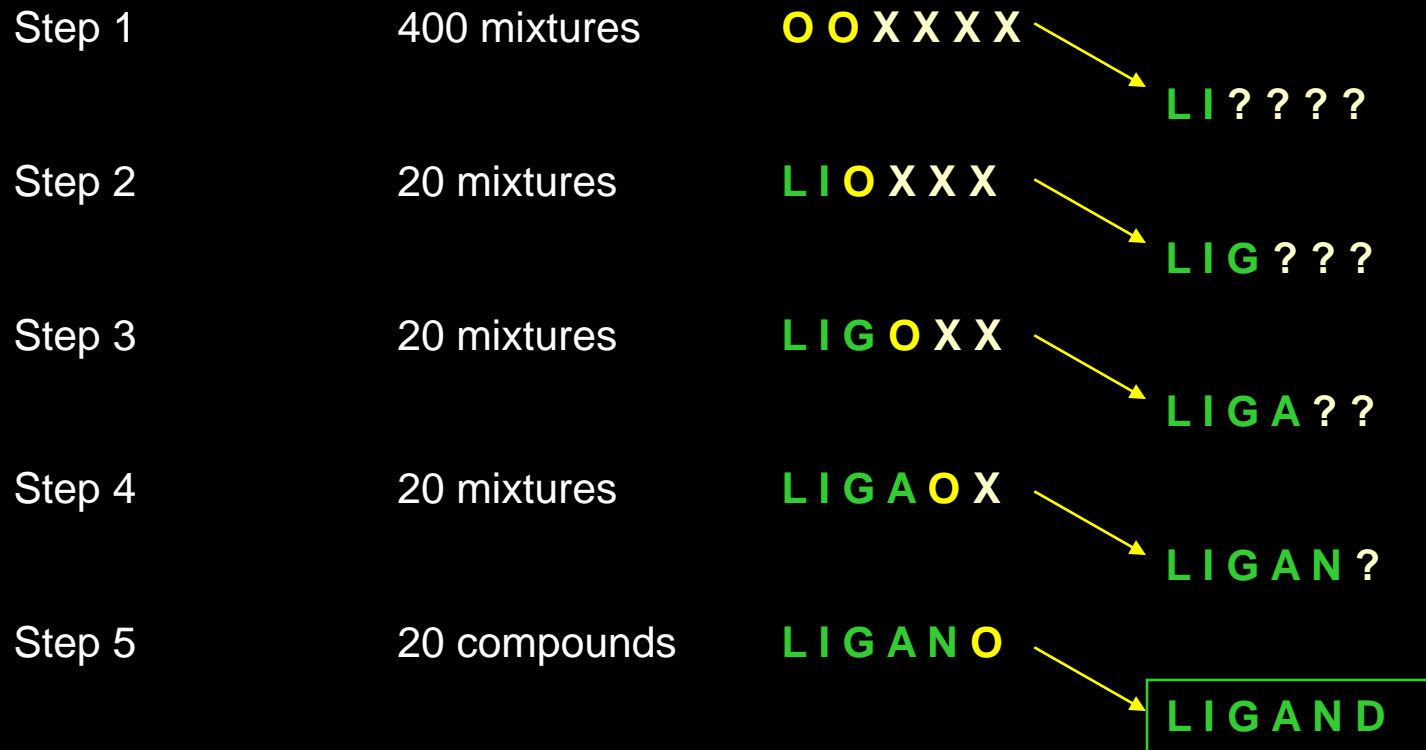 Step 1 400 mixtures O O X X X X
L I ? ? ? ?
Step 2 20 mixtures L I O X X X
L I G ? ? ?
Step 3 20 mixtures L I G O X X
L I G A ? ?
Step 4 20 mixtures L I G A O X
L I G A N ?
Step 5 20 compounds L I G A N O
L I G A N D